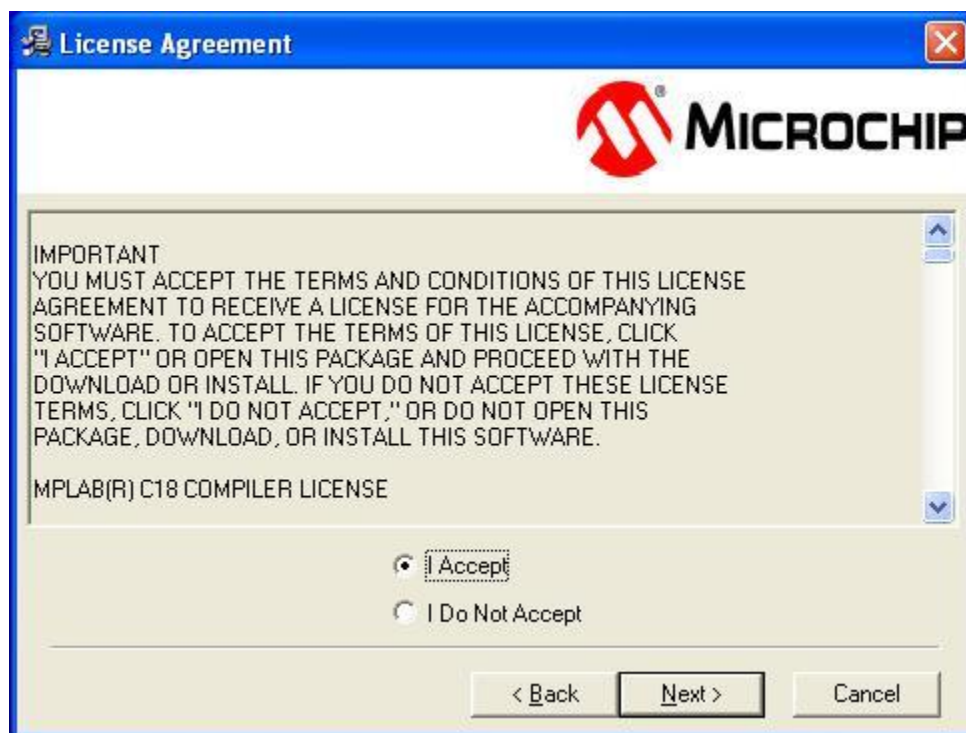 License Agreement
MICROCHIP
IMPORTANT
YOU MUST ACCEPT THE TERMS AND CONDITIONS OF THIS LICENSE
AGREEMENT TO RECEIVE A LICENSE FOR THE ACCOMPANYING
SOFTWARE. TO ACCEPT THE TERMS OF THIS LICENSE, CLICK
"I ACCEPT" OR OPEN THIS PACKAGE AND PROCEED WITH THE
DOWNLOAD OR INSTALL. IF YOU DO NOT ACCEPT THESE LICENSE
TERMS, CLICK "I DO NOT ACCEPT," OR DO NOT OPEN THIS
PACKAGE, DOWNLOAD, OR INSTALL THIS SOFTWARE.
MPLAB(R) C18 COMPILER LICENSE
I Accept
I Do Not Accept
< Back Next > Cancel